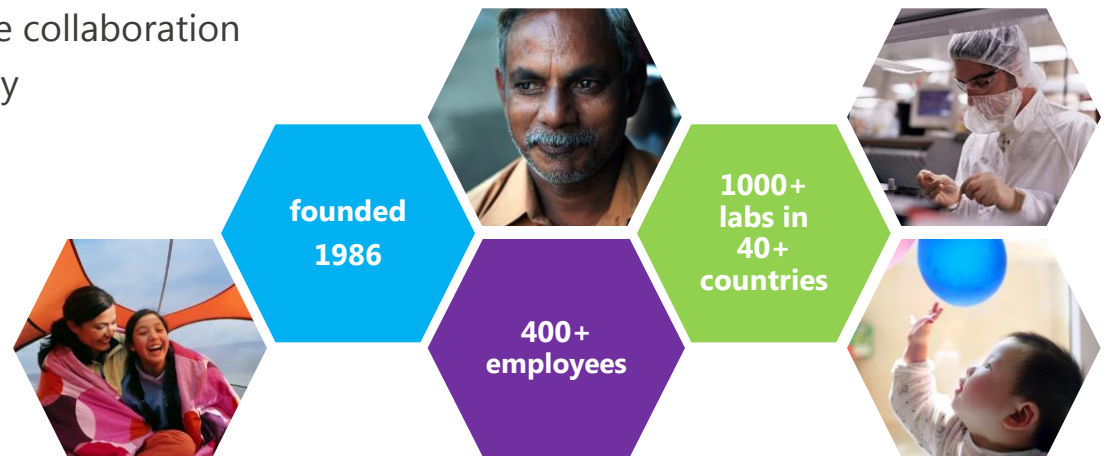 e collaboration
y
founded
1986
1000+
labs in
40+
countries
400+
employees